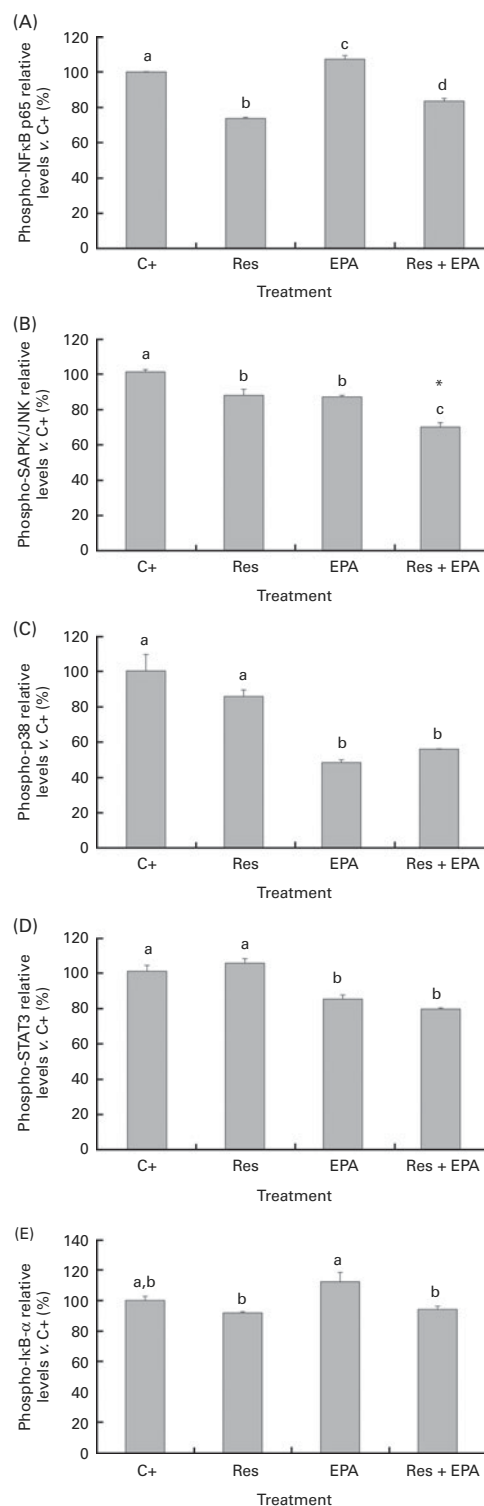 (A)
Phospho-NFκB p65 relative
levels v. C+ (%)
120
100
80
60
40
20
0
a
b
c
d
C+ Res EPA Res + EPA
Treatment
(B)
Phospho-SAPK/JNK relative
levels v. C+ (%)
120
100
80
60
40
20
0
a
b
b
*
c
C+ Res EPA Res + EPA
Treatment
(C)
Phospho-p38 relative
levels v. C+ (%)
120
100
80
60
40
20
0
a
a
b
b
C+ Res EPA Res + EPA
Treatment
(D)
Phospho-STAT3 relative
levels v. C+ (%)
120
100
80
60
40
20
0
a
a
b
b
C+ Res EPA Res + EPA
Treatment
(E)
Phospho-IκB-α relative
levels v. C+ (%)
140
120
100
80
60
40
20
0
a,b
b
a
b
C+ Res EPA Res + EPA
Treatment